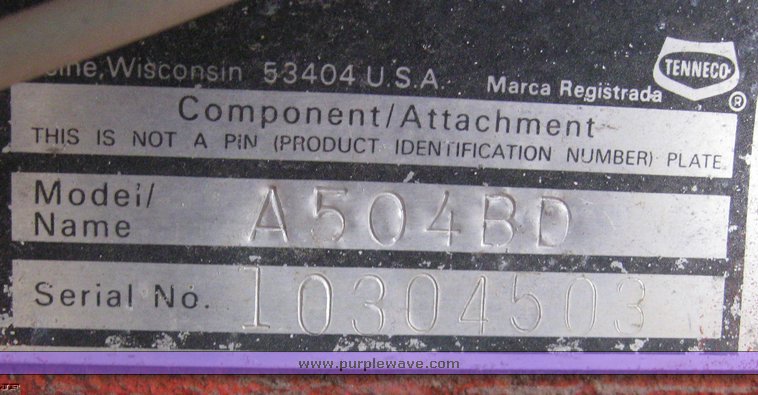 TENNECO
Wisconsin 53404 U.S.A. Marca Registrada ®
Component/Attachment
THIS IS NOT A PIN (PRODUCT IDENTIFICATION NUMBER) PLATE
Model/
Name A504BD
Serial No. 10304503
www.purplewave.com